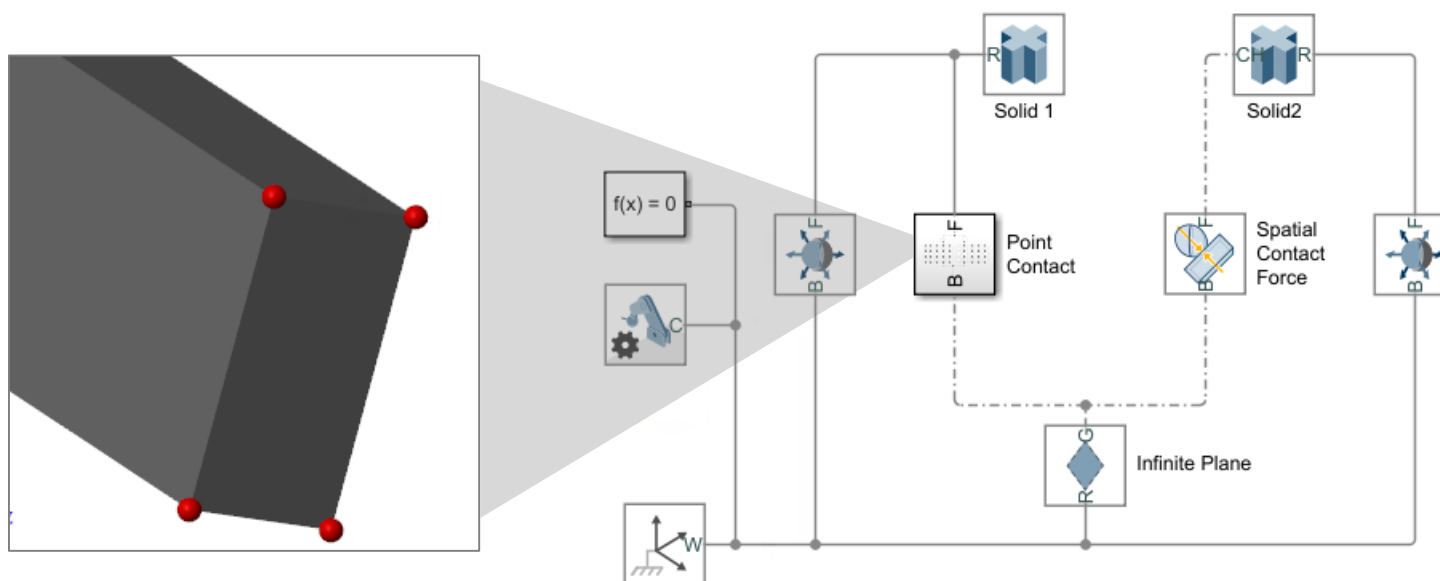 R
Solid 1
CH
R
Solid2
f(x) = 0
F
B
F
B
Point
Contact
F
B
Spatial
Contact
Force
F
B
C
G
R
Infinite Plane
W